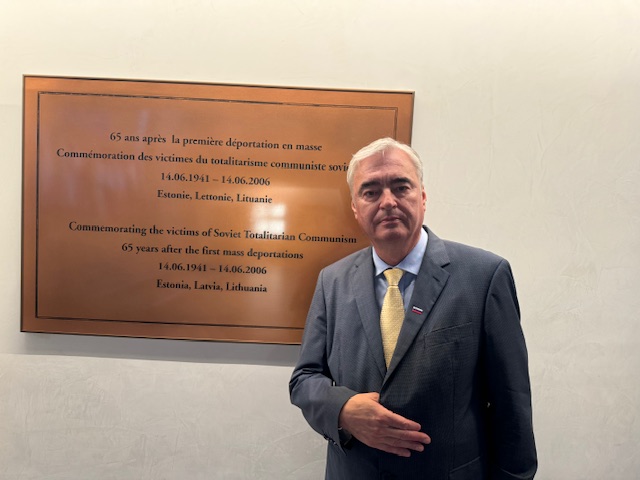 65 ans après la première déportation en masse
Commémoration des victimes du totalitarisme communiste
14.06.1941 – 14.06.2006
Estonie, Lettonie, Lituanie
Commemorating the victims of Soviet Totalitarian Communism
65 years after the first mass deportations
14.06.1941 – 14.06.2006
Estonia, Latvia, Lithuania